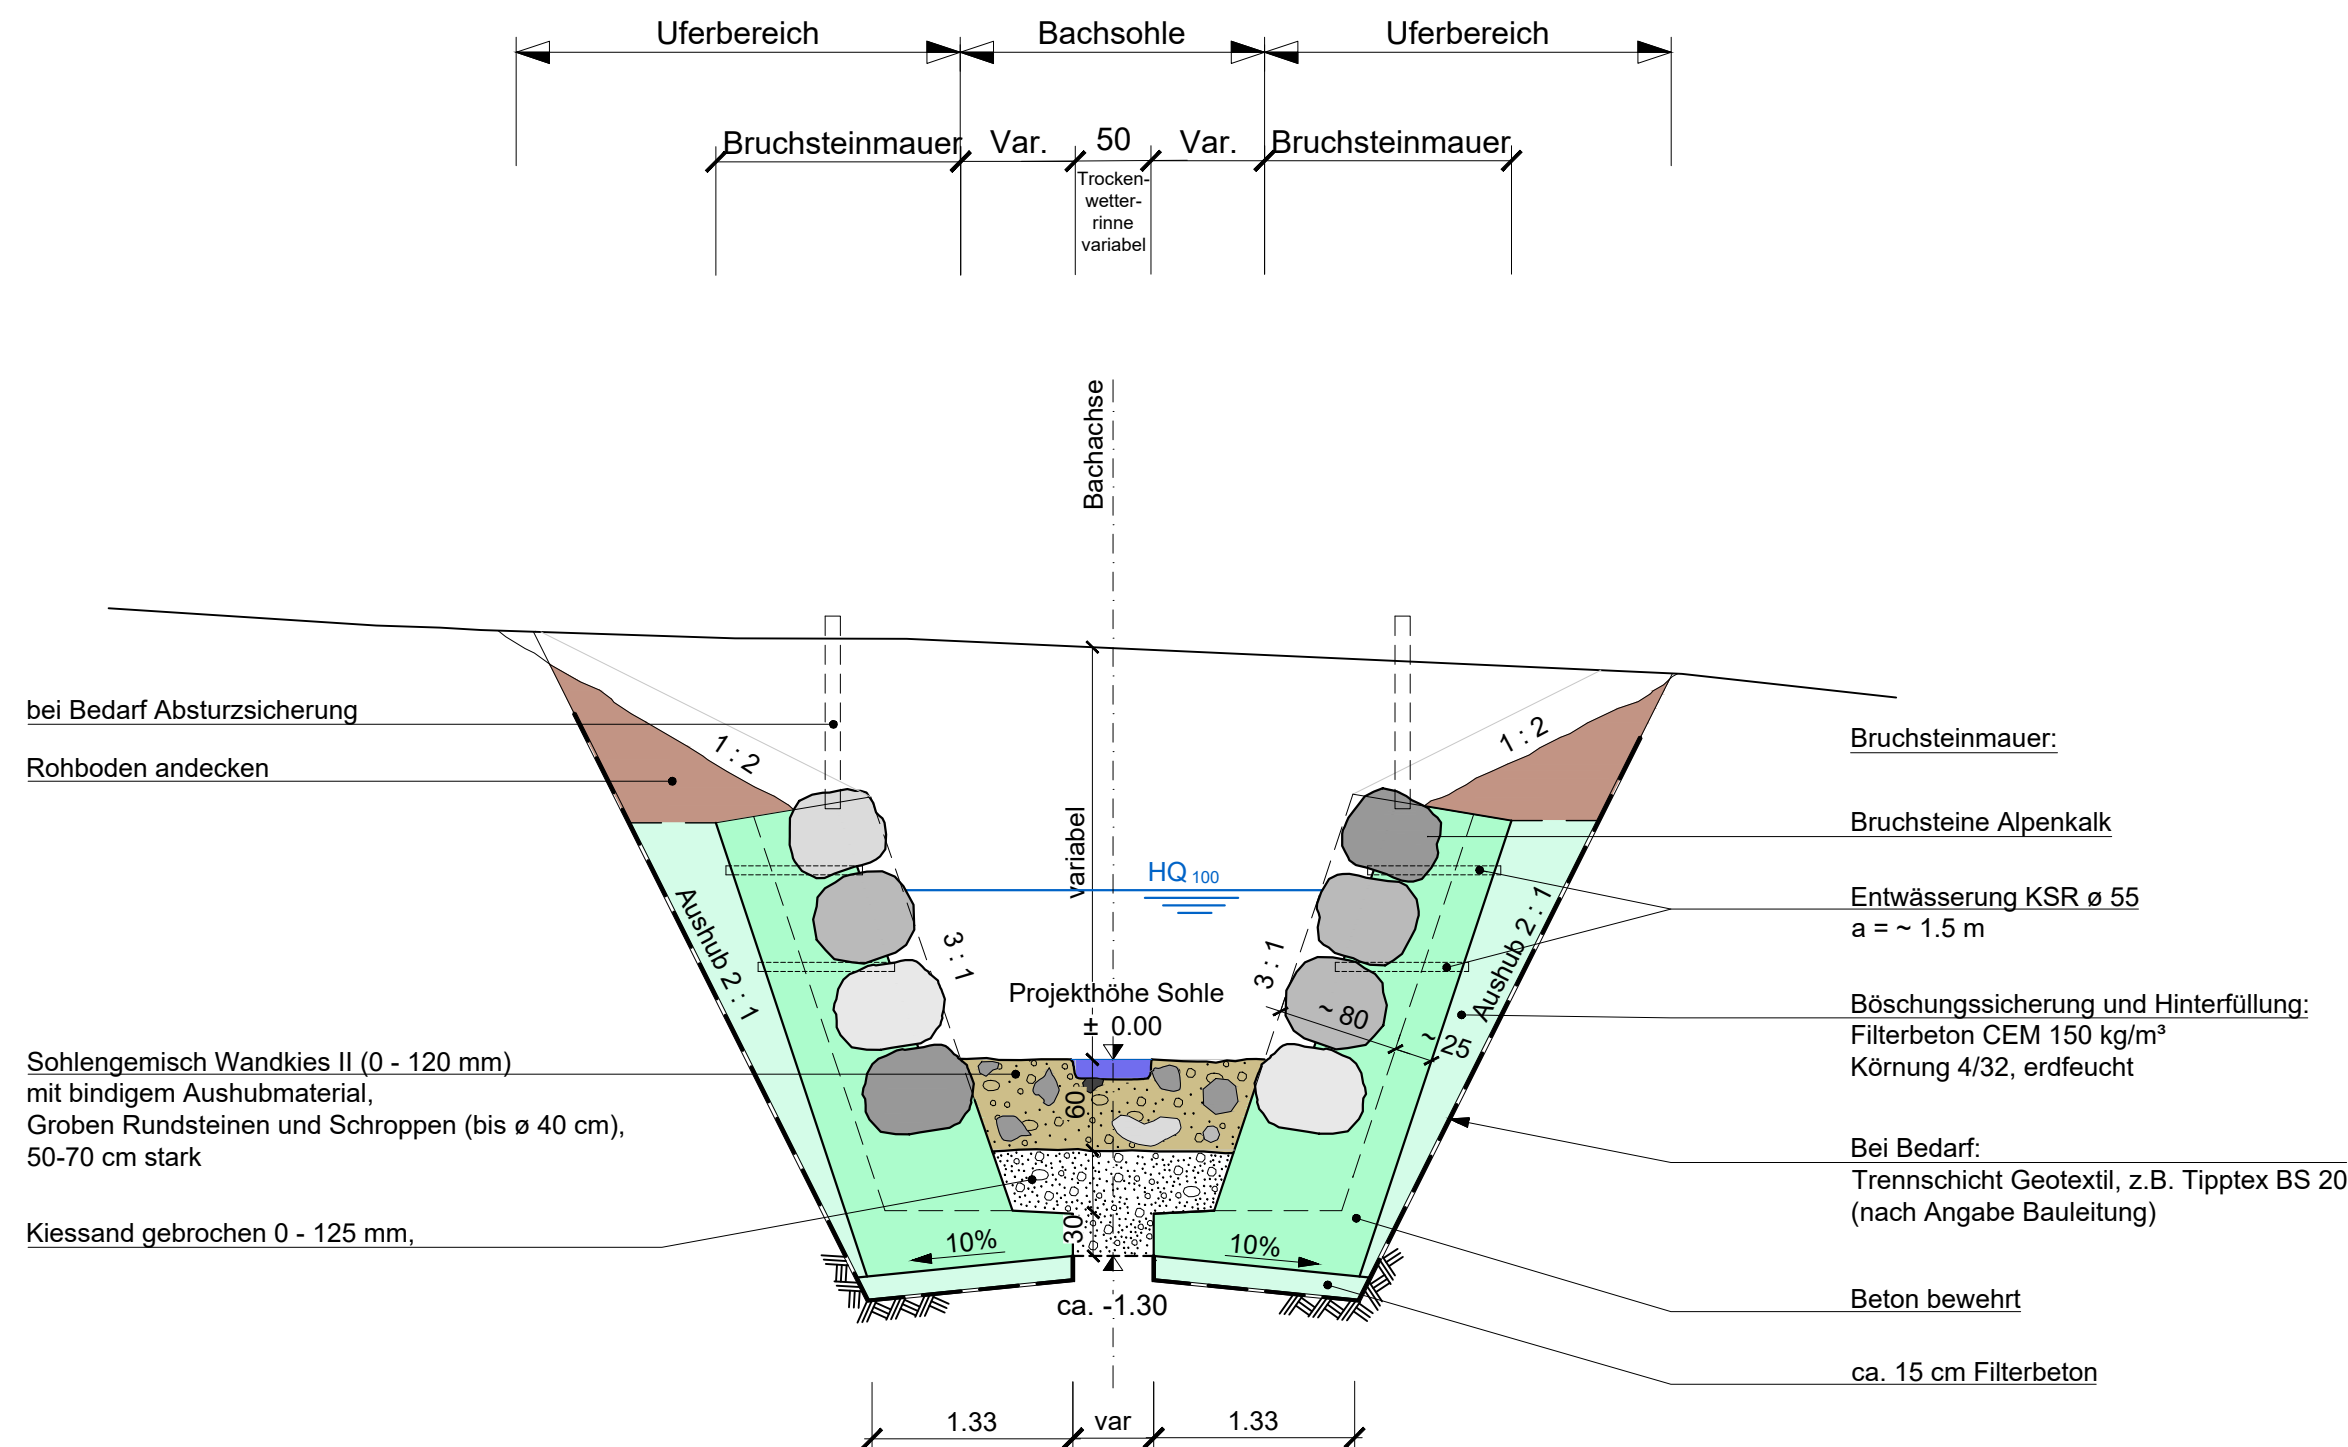 Uferbereich
Bachsohle
Uferbereich
Bruchsteinmauer
Var.
50
Var.
Bruchsteinmauer
Trocken-
wetter-
rinne
variabel
Bachachse
bei Bedarf Absturzsicherung
Rohboden andecken
1 : 2
1 : 2
variabel
HQ 100
Aushub 2 : 1
3 : 1
3 : 1
Aushub 2 : 1
Projekthöhe Sohle
± 0.00
~ 80
~ 25
60
30
10%
10%
ca. -1.30
Sohlengemisch Wandkies II (0 - 120 mm)
mit bindigem Aushubmaterial,
Groben Rundsteinen und Schroppen (bis ø 40 cm),
50-70 cm stark
Kiessand gebrochen 0 - 125 mm,
Bruchsteinmauer:
Bruchsteine Alpenkalk
Entwässerung KSR ø 55
a = ~ 1.5 m
Böschungssicherung und Hinterfüllung:
Filterbeton CEM 150 kg/m³
Körnung 4/32, erdfeucht
Bei Bedarf:
Trennschicht Geotextil, z.B. Tipptex BS 20
(nach Angabe Bauleitung)
Beton bewehrt
ca. 15 cm Filterbeton
1.33
var
1.33